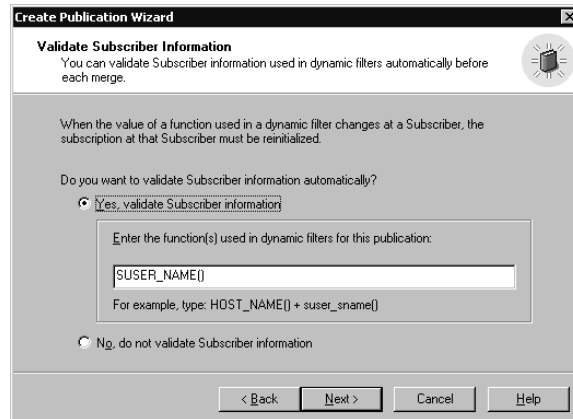 Create Publication Wizard
Validate Subscriber Information
You can validate Subscriber information used in dynamic filters automatically before
each merge.
When the value of a function used in a dynamic filter changes at a Subscriber, the
subscription at that Subscriber must be reinitialized.
Do you want to validate Subscriber information automatically?
Yes, validate Subscriber information
Enter the function(s) used in dynamic filters for this publication:
SUSER_NAME()
For example, type: HOST_NAME() + suser_sname()
No, do not validate Subscriber information
< Back Next > Cancel Help